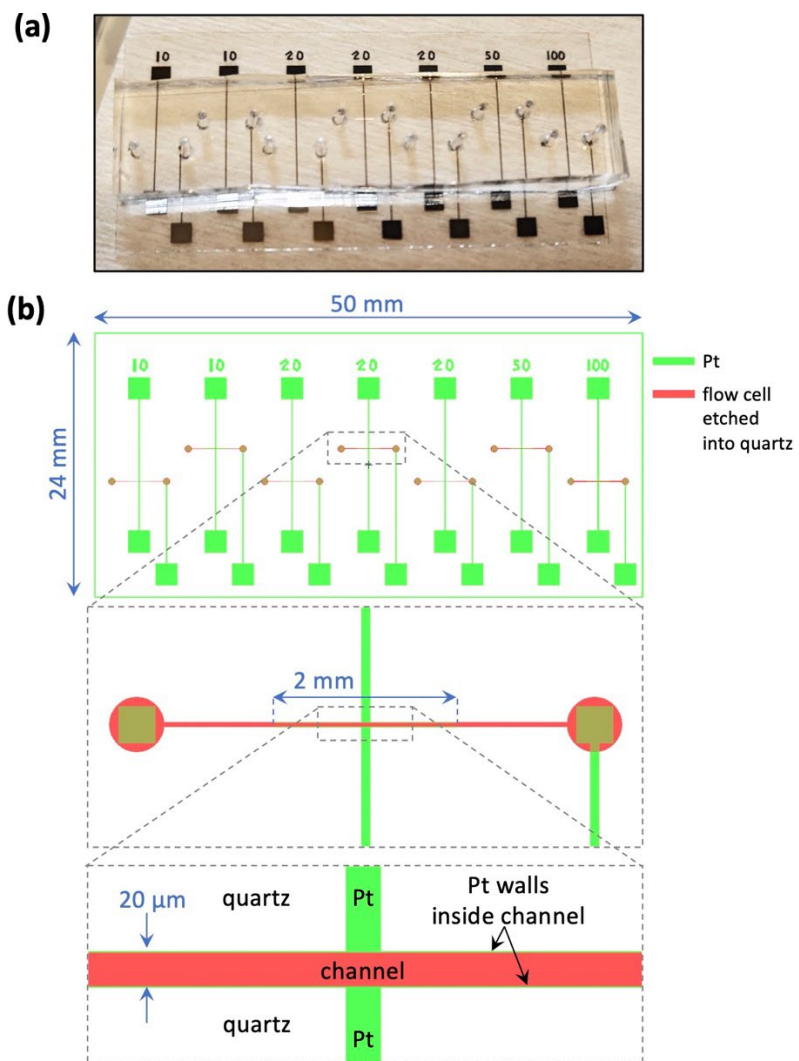 (a)
10 10 20 20 20 50 100
(b)
50 mm
24 mm
10 10 20 20 20 50 100
Pt
flow cell
etched
into quartz
2 mm
20 µm
quartz
Pt
Pt walls
inside channel
channel
quartz
Pt